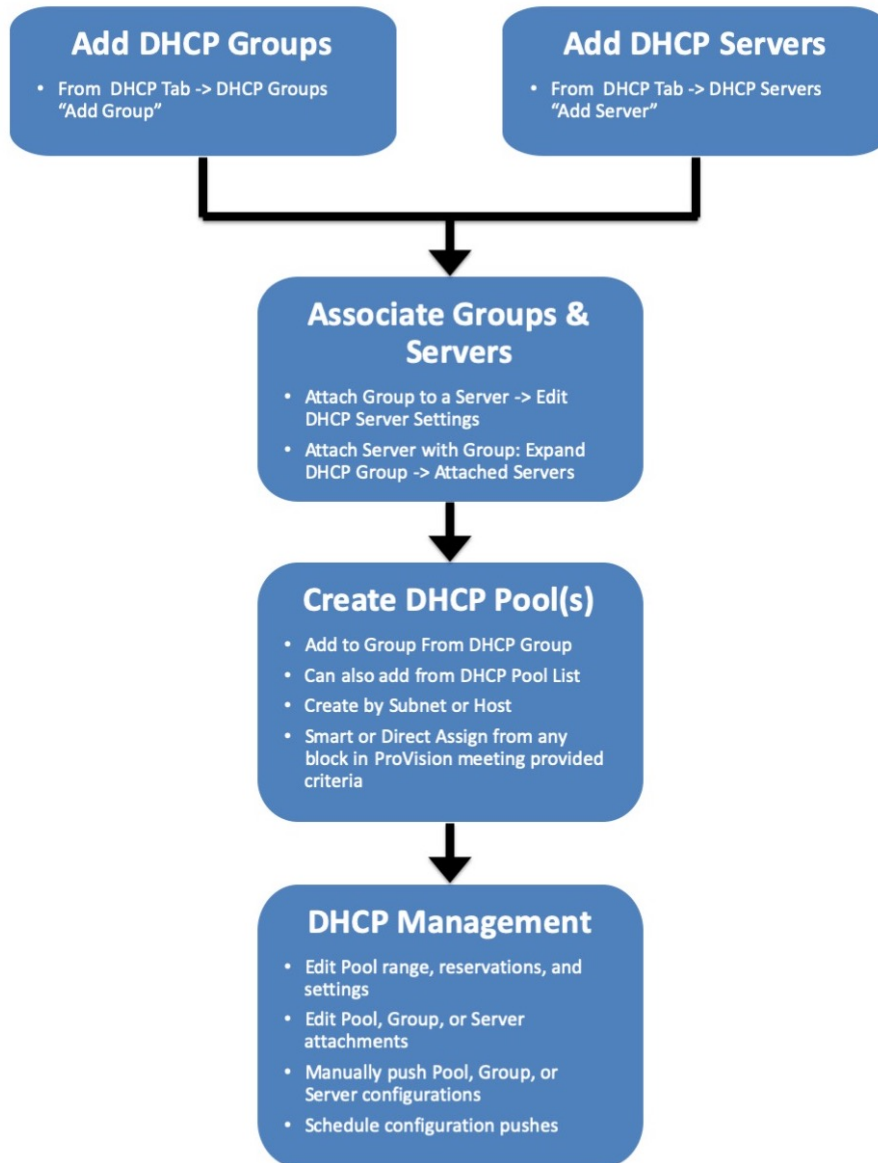 Add DHCP Groups
• From  DHCP Tab -> DHCP Groups
“Add Group”
Add DHCP Servers
• From  DHCP Tab -> DHCP Servers
“Add Server”
Associate Groups &
Servers
• Attach Group to a Server -> Edit
DHCP Server Settings
• Attach Server with Group: Expand
DHCP Group -> Attached Servers
Create DHCP Pool(s)
• Add to Group From DHCP Group
• Can also add from DHCP Pool List
• Create by Subnet or Host
• Smart or Direct Assign from any
block in ProVision meeting provided
criteria
DHCP Management
• Edit Pool range, reservations, and
settings
• Edit Pool, Group, or Server
attachments
• Manually push Pool, Group, or
Server configurations
• Schedule configuration pushes